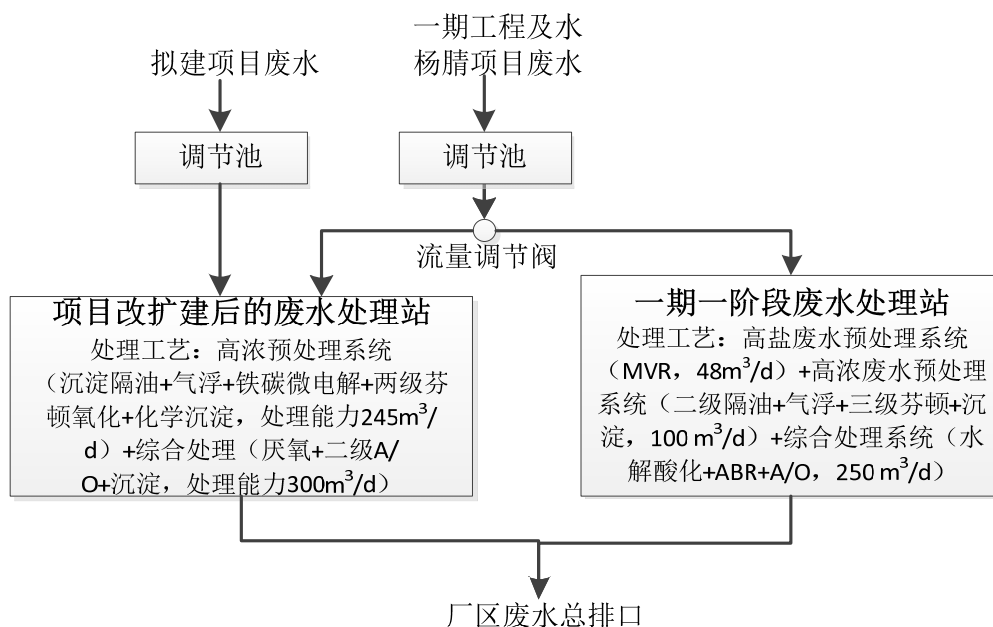 拟建项目废水
一期工程及水
杨腈项目废水
调节池
调节池
流量调节阀
项目改扩建后的废水处理站
处理工艺：高浓预处理系统
（沉淀隔油+气浮+铁碳微电解+两级芬
顿氧化+化学沉淀，处理能力245m³/
d）+综合处理（厌氧+二级A/
O+沉淀，处理能力300m³/d）
一期一阶段废水处理站
处理工艺：高盐废水预处理系统
（MVR，48m³/d）+高浓废水预处理
系统（二级隔油+气浮+三级芬顿+沉
淀，100 m³/d）+综合处理系统（水
解酸化+ABR+A/O，250 m³/d）
厂区废水总排口